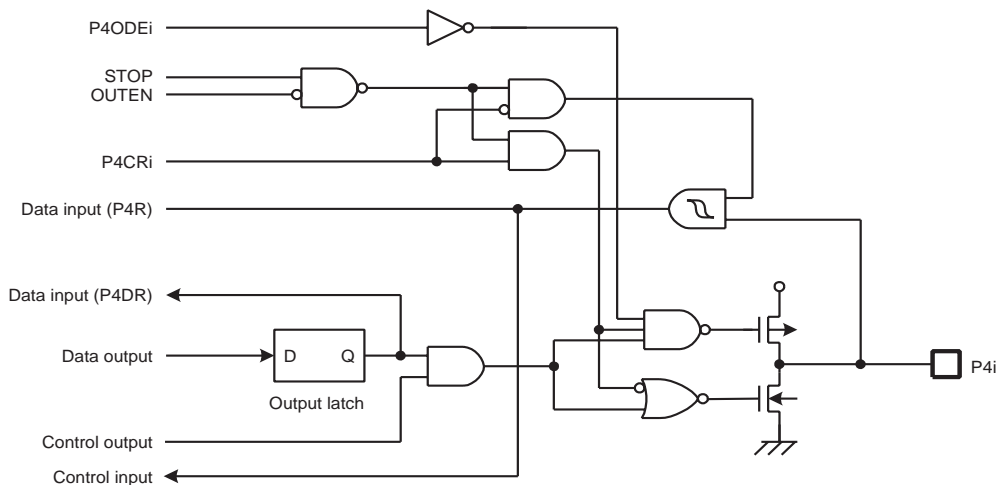 P4ODEi
STOP
OUTEN
P4CRi
Data input (P4R)
Data input (P4DR)
Data output
D Q
P4i
Output latch
Control output
Control input